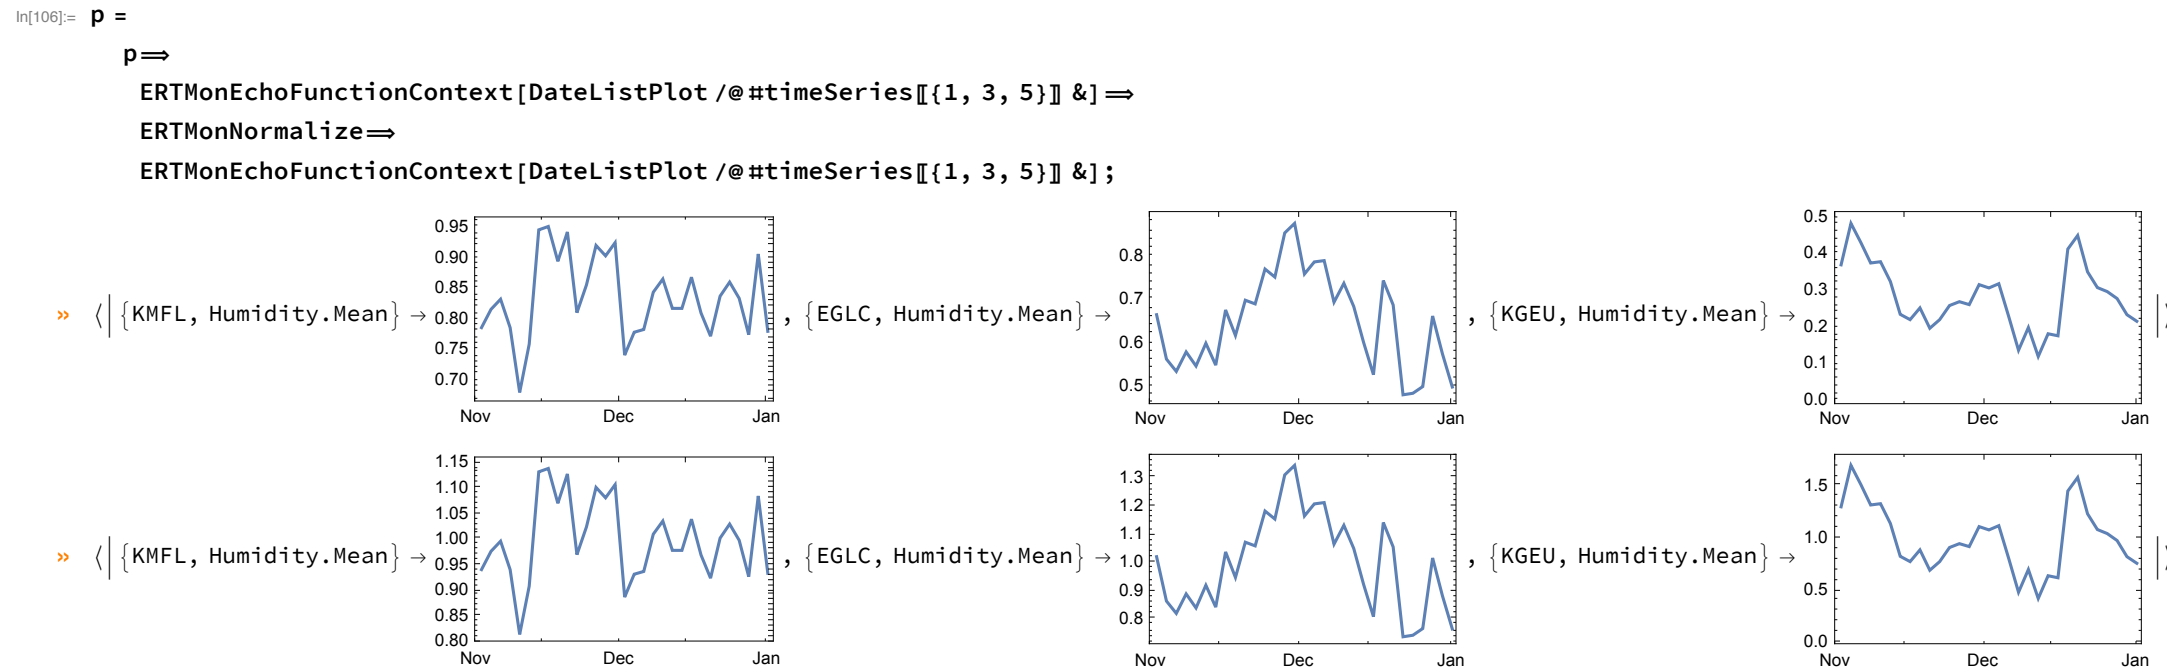 In[106]:= p =
p⟹
ERTMonEchoFunctionContext[DateListPlot /@ #timeSeries〚{1, 3, 5}〛 &] ⟹
ERTMonNormalize⟹
ERTMonEchoFunctionContext[DateListPlot /@ #timeSeries〚{1, 3, 5}〛 &];
» 〈| {KMFL, Humidity.Mean} → , {EGLC, Humidity.Mean} → , {KGEU, Humidity.Mean} → |〉
0.95
0.90
0.85
0.80
0.75
0.70
Nov Dec Jan
0.8
0.7
0.6
0.5
Nov Dec Jan
0.5
0.4
0.3
0.2
0.1
0.0
Nov Dec Jan
» 〈| {KMFL, Humidity.Mean} → , {EGLC, Humidity.Mean} → , {KGEU, Humidity.Mean} → |〉
1.15
1.10
1.05
1.00
0.95
0.90
0.85
0.80
Nov Dec Jan
1.3
1.2
1.1
1.0
0.9
0.8
Nov Dec Jan
1.5
1.0
0.5
0.0
Nov Dec Jan